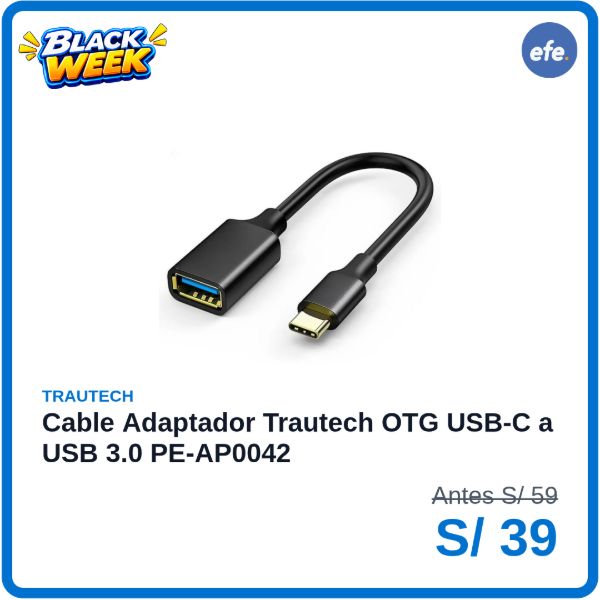 BLACK
WEEK
efe.
TRAUTECH
Cable Adaptador Trautech OTG USB-C a
USB 3.0 PE-AP0042
Antes S/ 59
S/ 39